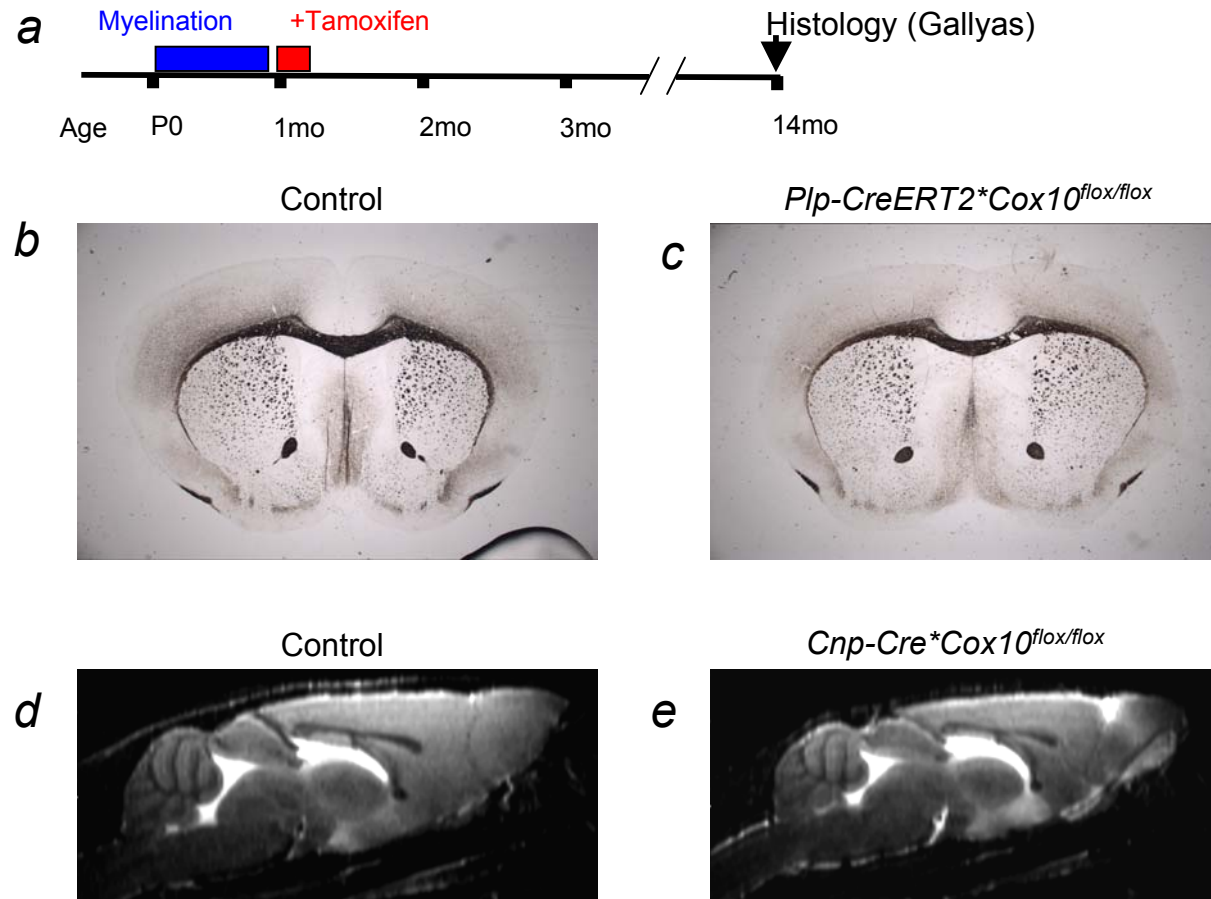 a
Myelination +Tamoxifen Histology (Gallyas)
Age P0 1mo 2mo 3mo 14mo
Control Plp-CreERT2*Cox10flox/flox
b c
Control Cnp-Cre*Cox10flox/flox
d e